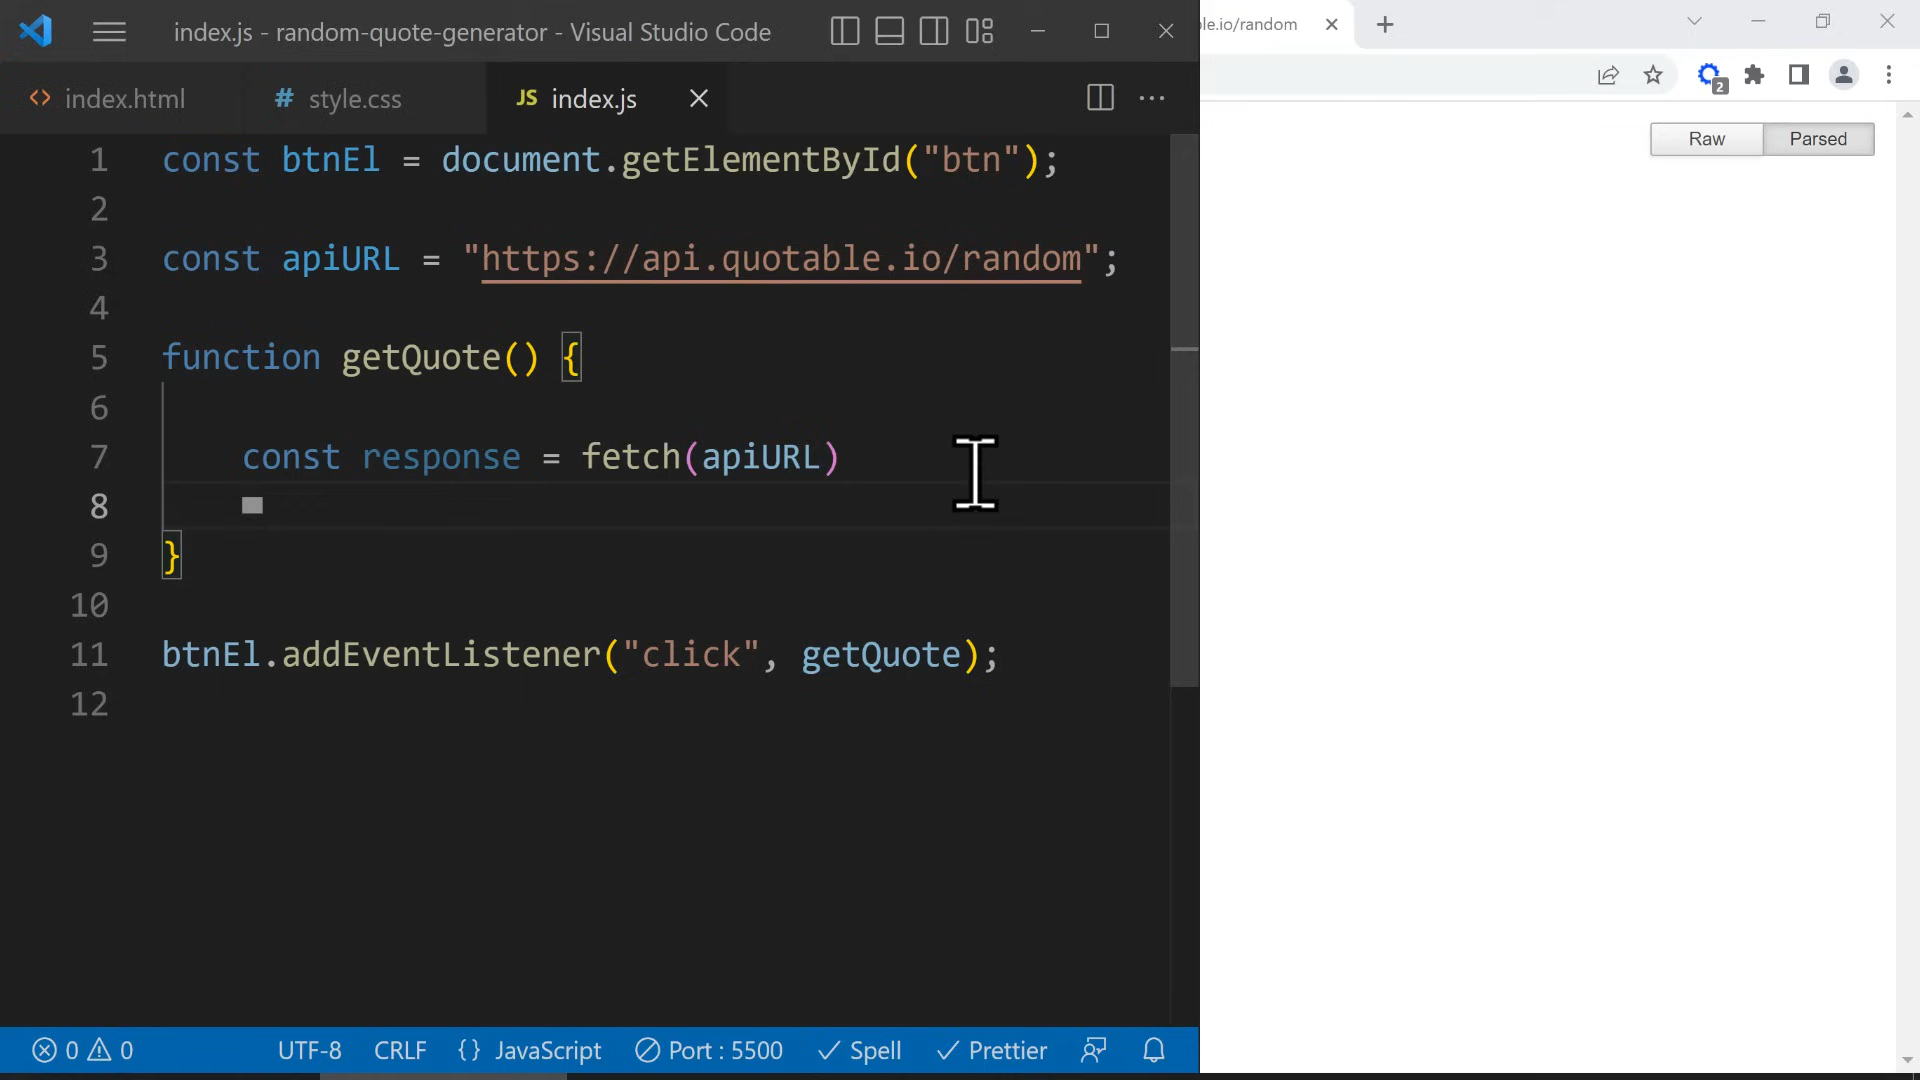 index.js - random-quote-generator - Visual Studio Code
index.html
# style.css
JS index.js
1 const btnEl = document.getElementById("btn");
2
3 const apiURL = "https://api.quotable.io/random";
4
5 function getQuote() {
6
7 const response = fetch(apiURL)
8
9 }
10
11 btnEl.addEventListener("click", getQuote);
12
0 0 UTF-8 CRLF {} JavaScript Port : 5500 Spell Prettier
le.io/random
2
Raw Parsed